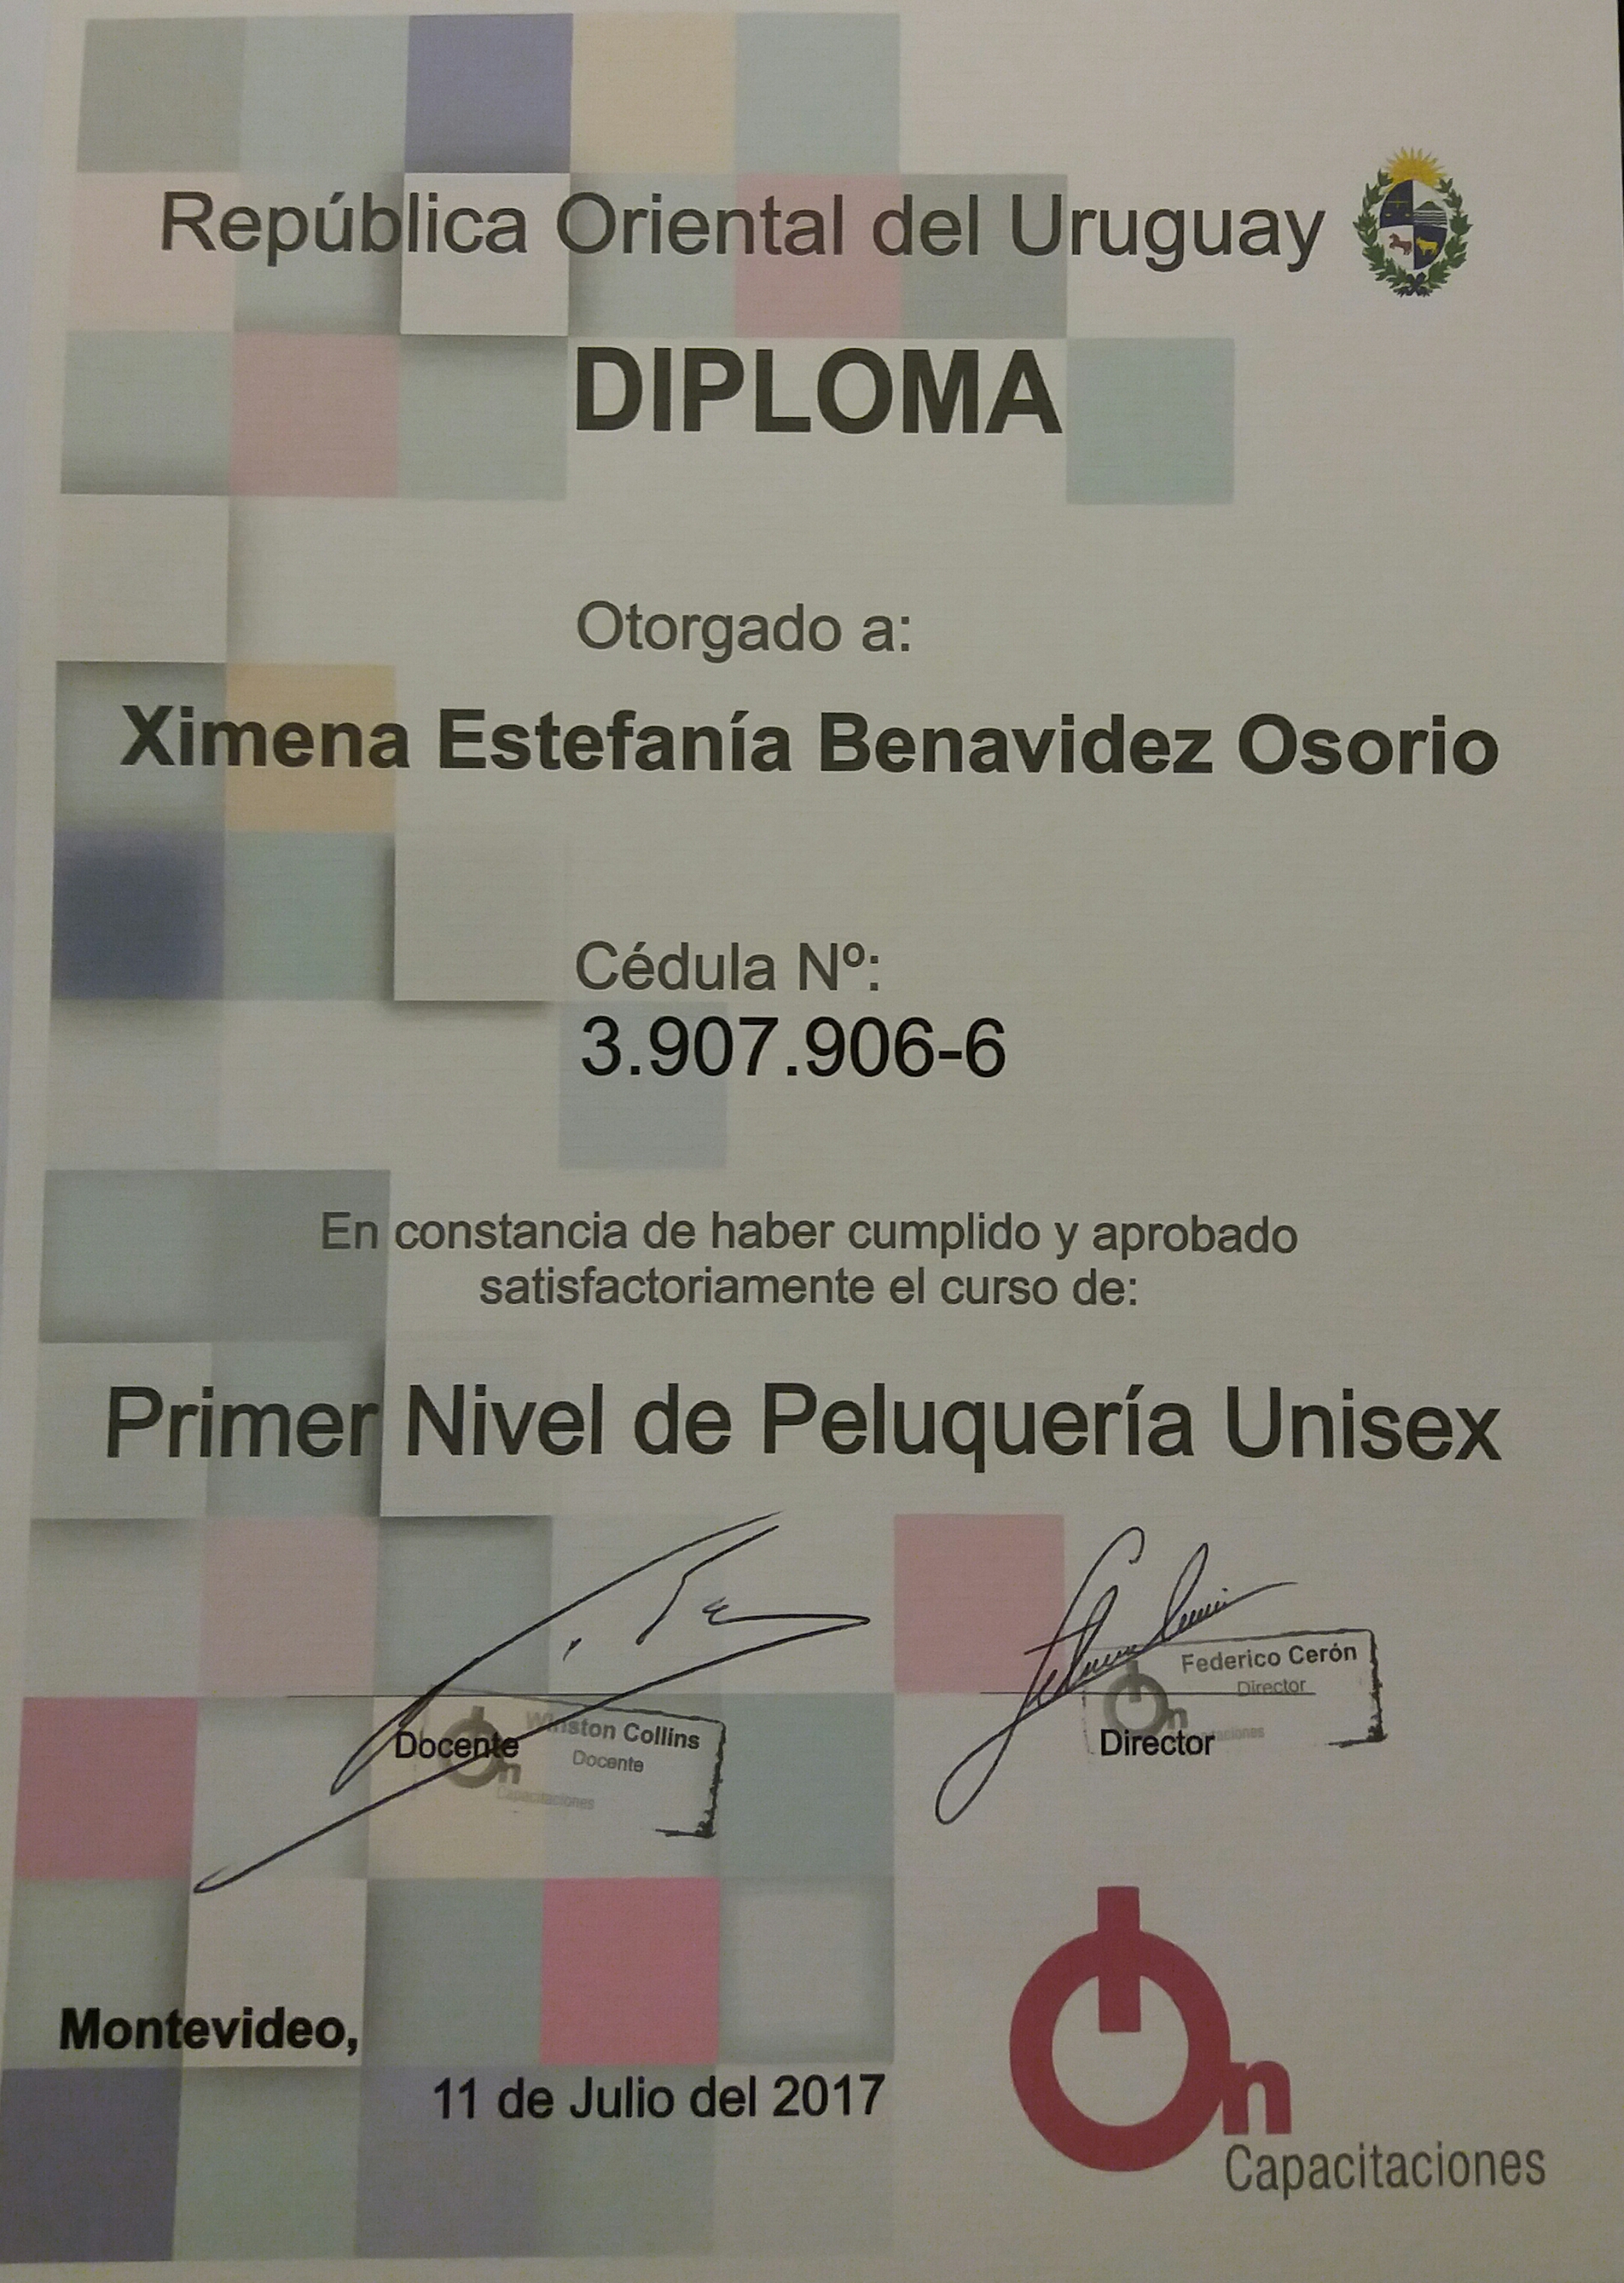 República Oriental del Uruguay
DIPLOMA
Otorgado a:
Ximena Estefanía Benavidez Osorio
Cédula Nº:
3.907.906-6
En constancia de haber cumplido y aprobado
satisfactoriamente el curso de:
Primer Nivel de Peluquería Unisex
Winston Collins
Docente
Docente
On
Capacitaciones
Federico Cerón
Director
Director
On
Montevideo,
11 de Julio del 2017
On
Capacitaciones